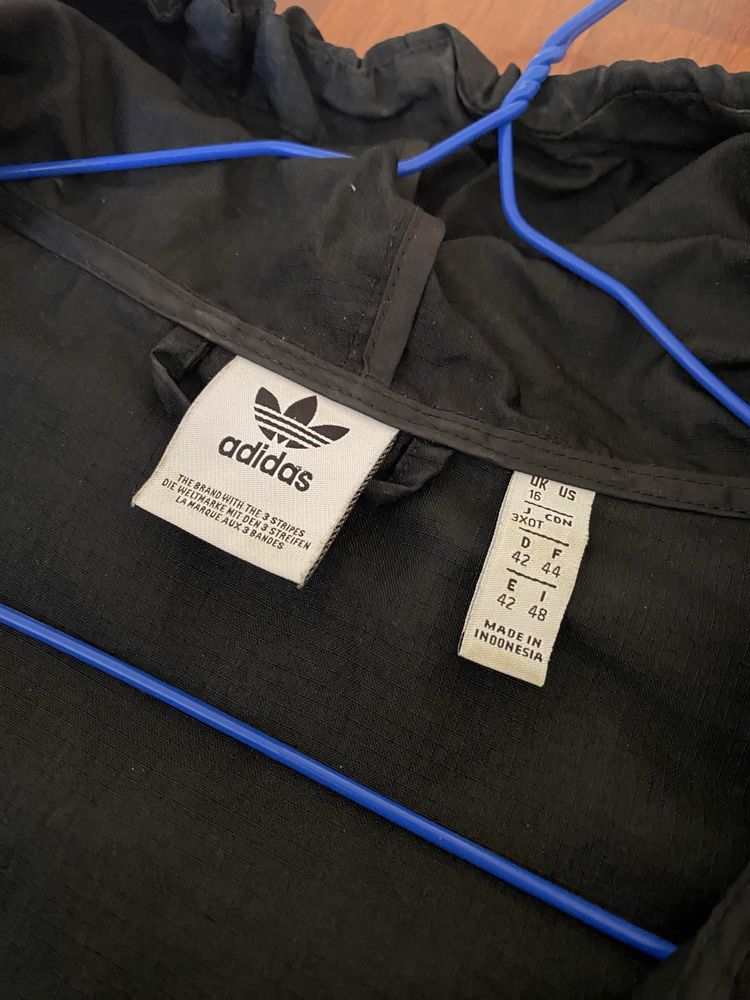 adidas
THE BRAND WITH THE 3 STRIPES
DIE WELTMARKE MIT DEN 3 STREIFEN
LA MARQUE AUX 3 BANDES
UK US
16
J CDN
3XOT
D F
42 44
E I
42 48
MADE IN
INDONESIA